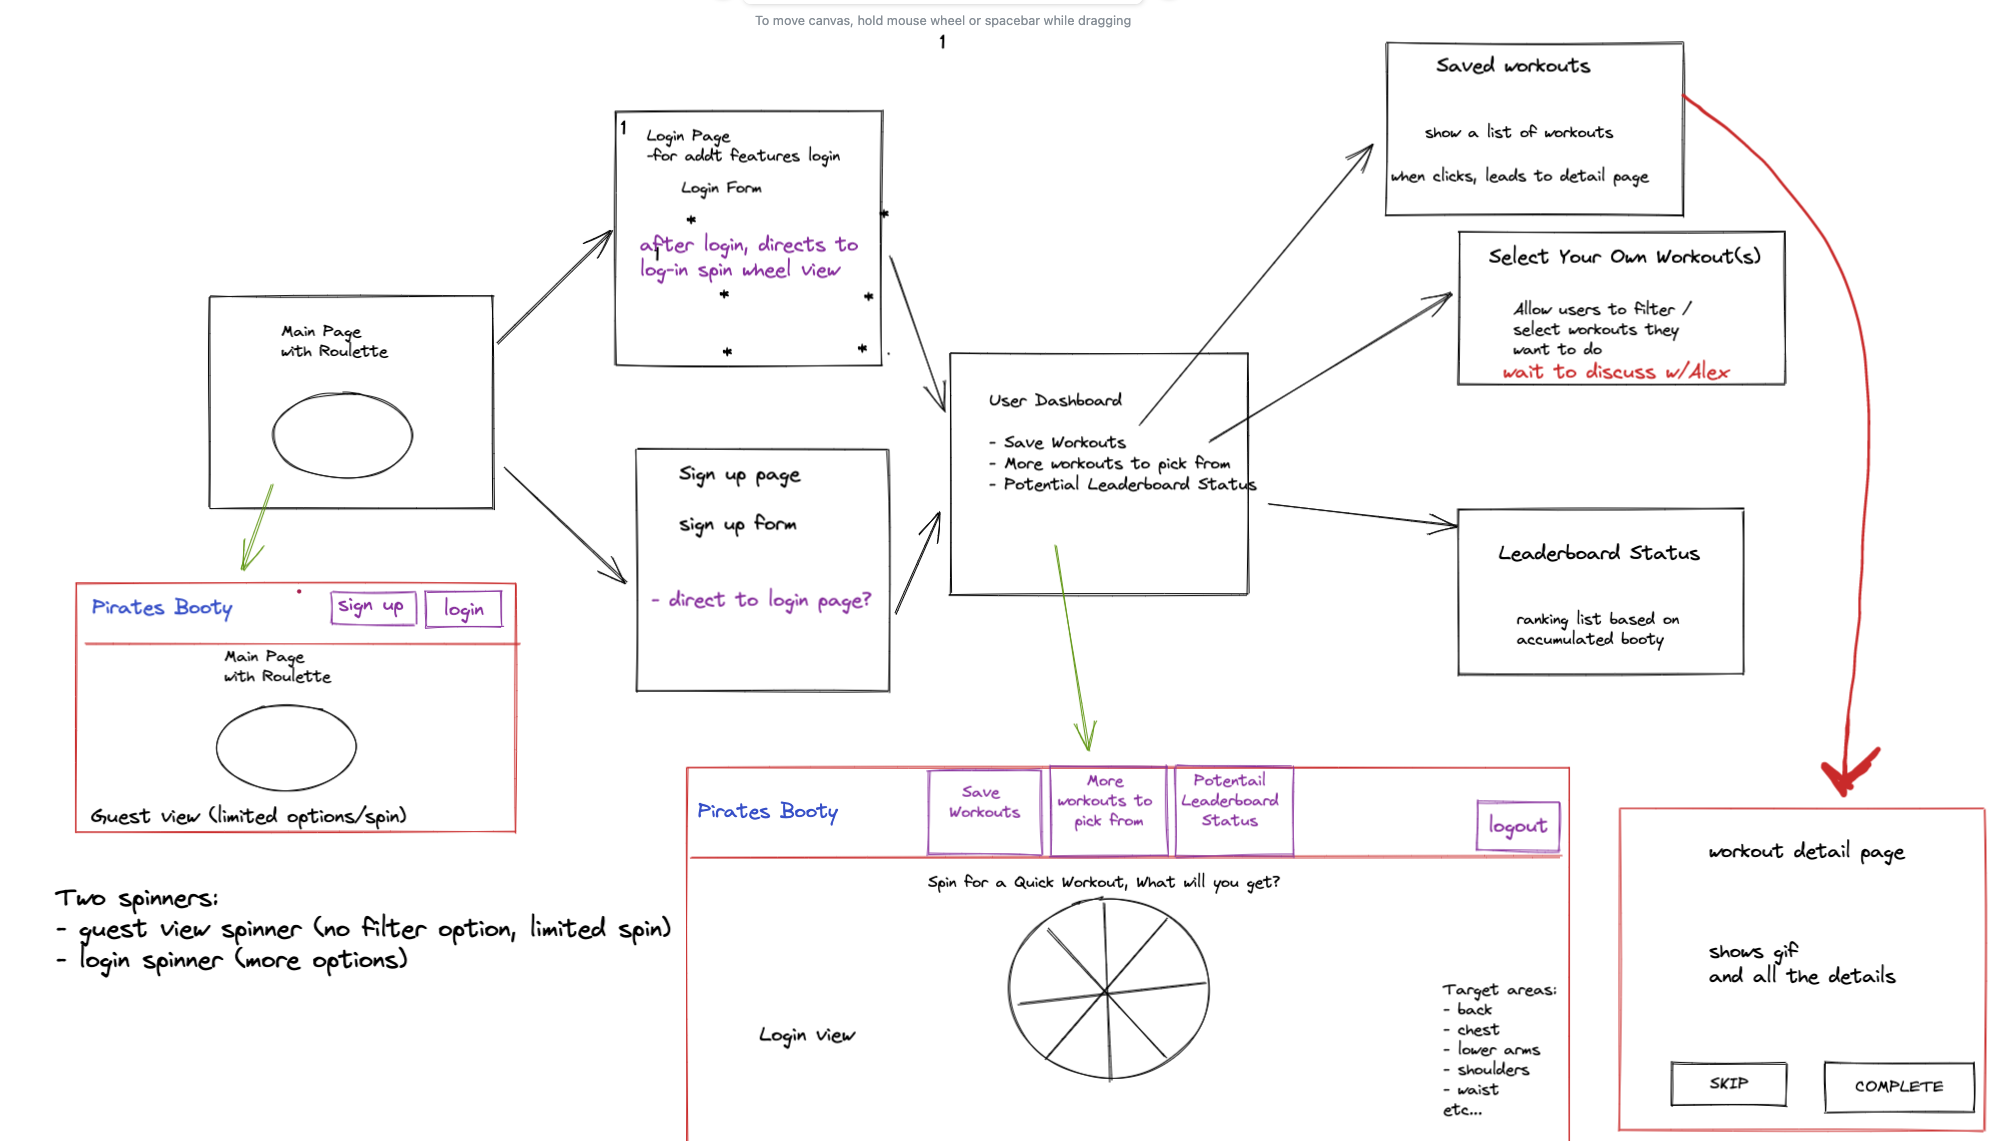 To move canvas, hold mouse wheel or spacebar while dragging
1
Saved workouts
show a list of workouts
when clicks, leads to detail page
1
Login Page
-for addt features login
Login Form
*
*
after login, directs to
1
log-in spin wheel view
*
*
*
*
Select Your Own Workout(s)
Allow users to filter /
select workouts they
want to do
wait to discuss w/Alex
Main Page
with Roulette
User Dashboard
- Save Workouts
- More workouts to pick from
- Potential Leaderboard Status
Sign up page
sign up form
- direct to login page?
Leaderboard Status
ranking list based on
accumulated booty
Pirates Booty
sign up
login
Main Page
with Roulette
Guest view (limited options/spin)
Two spinners:
- guest view spinner (no filter option, limited spin)
- login spinner (more options)
Pirates Booty
Save
Workouts
More
workouts to
pick from
Potentail
Leaderboard
Status
logout
Spin for a Quick Workout, What will you get?
Login view
Target areas:
- back
- chest
- lower arms
- shoulders
- waist
etc...
workout detail page
shows gif
and all the details
SKIP
COMPLETE